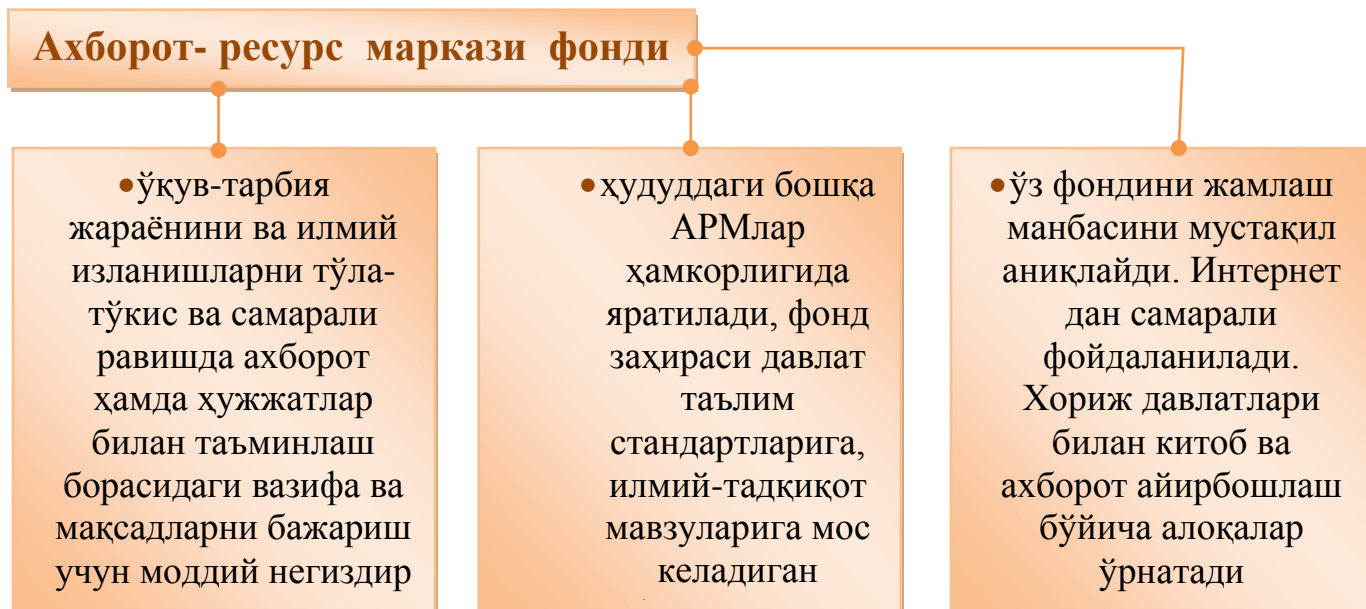 Ахборот- ресурс маркази фонди
•ўқув-тарбия
жараёнини ва илмий
изланишларни тўла-
тўкис ва самарали
равишда ахборот
ҳамда ҳужжатлар
билан таъминлаш
борасидаги вазифа ва
мақсадларни бажариш
учун моддий негиздир
•ҳудуддаги бошқа
АРМлар
ҳамкорлигида
яратилади, фонд
заҳираси давлат
таълим
стандартларига,
илмий-тадқиқот
мавзуларига мос
келадиган
•ўз фондини жамлаш
манбасини мустақил
аниқлайди. Интернет
дан самарали
фойдаланилади.
Хориж давлатлари
билан китоб ва
ахборот айирбошлаш
бўйича алоқалар
ўрнатади